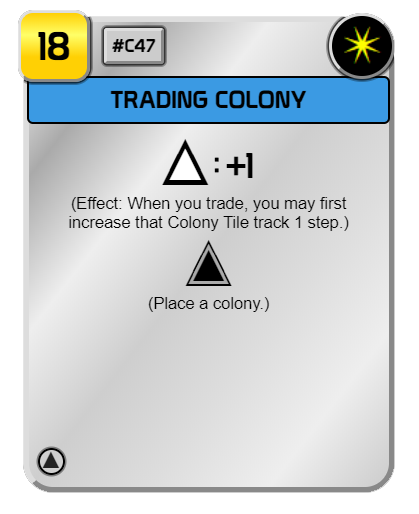 18
#C47
TRADING COLONY
: +1
(Effect: When you trade, you may first
increase that Colony Tile track 1 step.)
(Place a colony.)